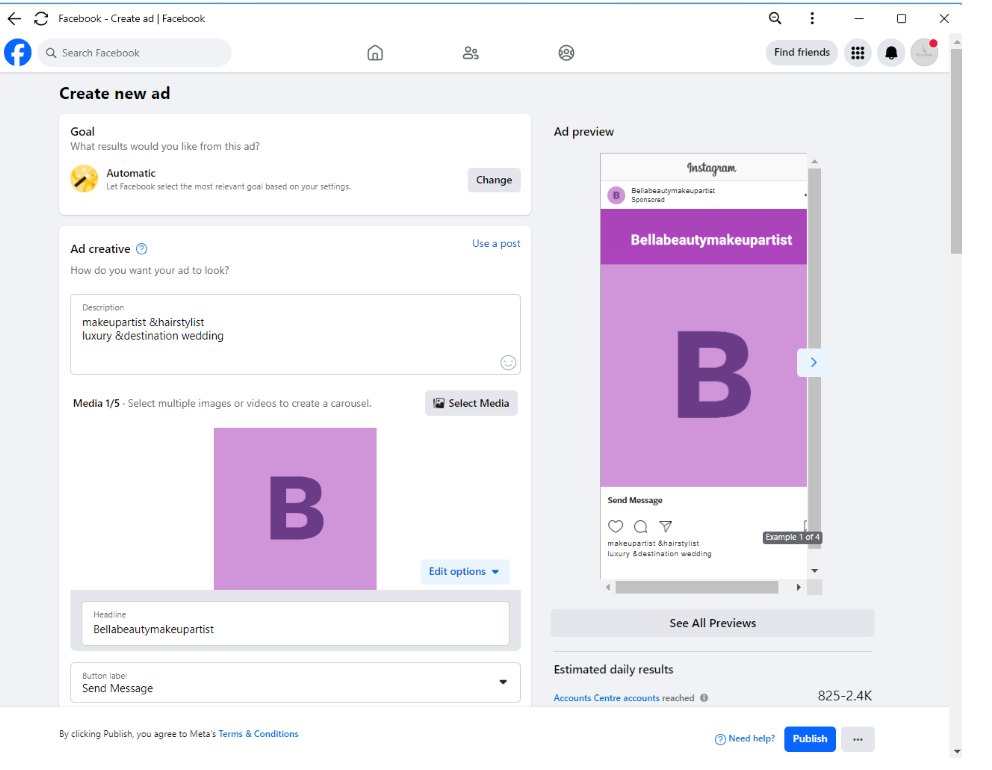 Facebook - Create ad | Facebook
Search Facebook
Find friends
Create new ad
Goal
What results would you like from this ad?
Automatic
Let Facebook select the most relevant goal based on your settings.
Change
Ad creative
Use a post
How do you want your ad to look?
Description
makeupartist &hairstylist
luxury &destination wedding
Media 1/5 · Select multiple images or videos to create a carousel.
Select Media
B
Edit options
Headline
Bellabeautymakeupartist
Button label
Send Message
Ad preview
Instagram
B
Bellabeautymakeupartist
Sponsored
Bellabeautymakeupartist
B
Send Message
Example 1 of 4
makeupartist &hairstylist
luxury &destination wedding
See All Previews
Estimated daily results
Accounts Centre accounts reached
825-2.4K
By clicking Publish, you agree to Meta's Terms & Conditions
Need help?
Publish